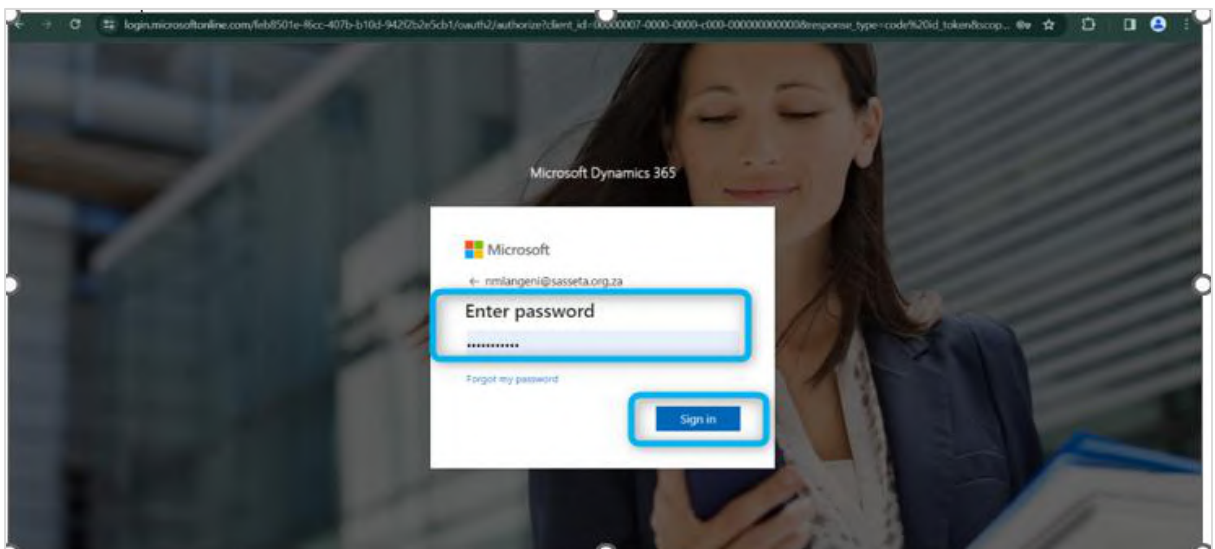 login.microsoftonline.com/feb8501e-f6cc-407b-b10d-942f2b2e5cb1/oauth2/authorize?client_id=00000007-0000-0000-c000-000000000000&response_type=code%20id_token&scop...
Microsoft Dynamics 365
Microsoft
← nmlangeni@sasseta.org.za
Enter password
Forgot my password
Sign in